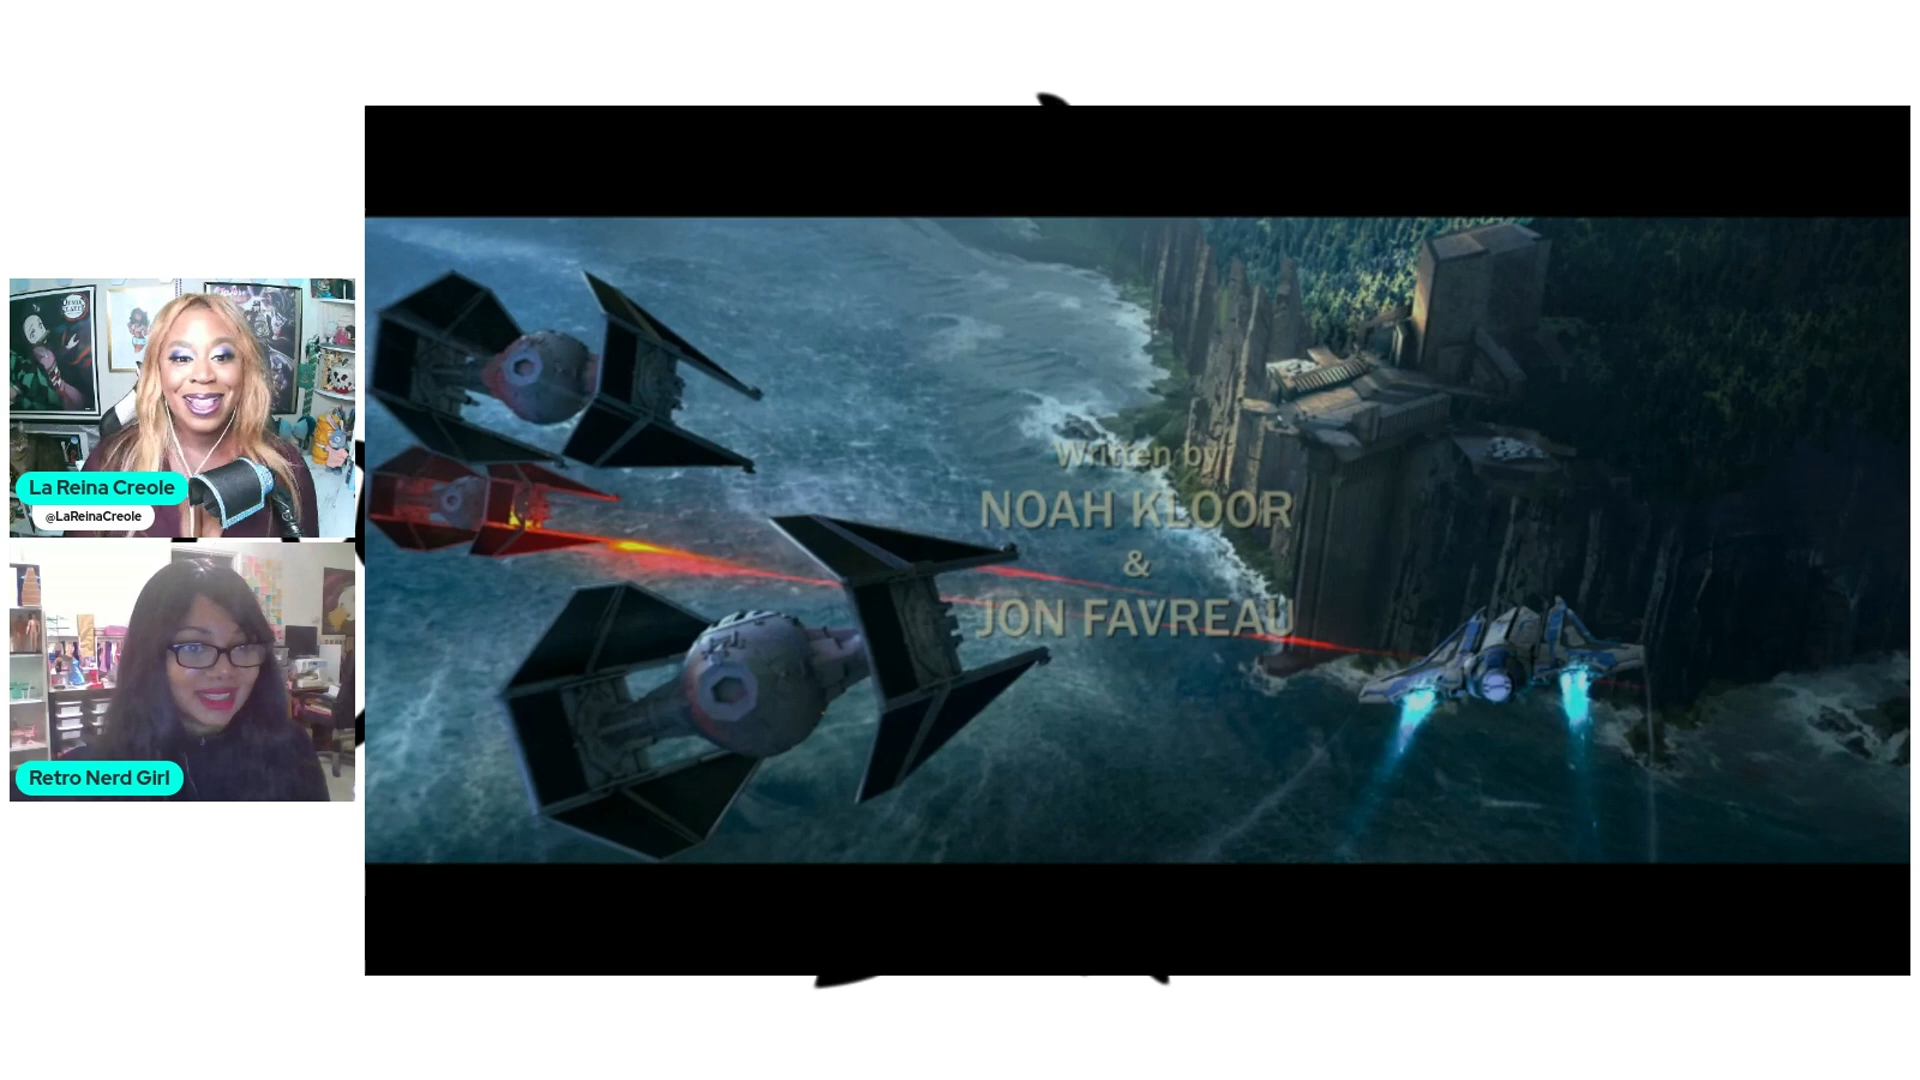 La Reina Creole
@LaReinaCreole
Retro Nerd Girl
Written by
NOAH KLOOR
&
JON FAVREAU